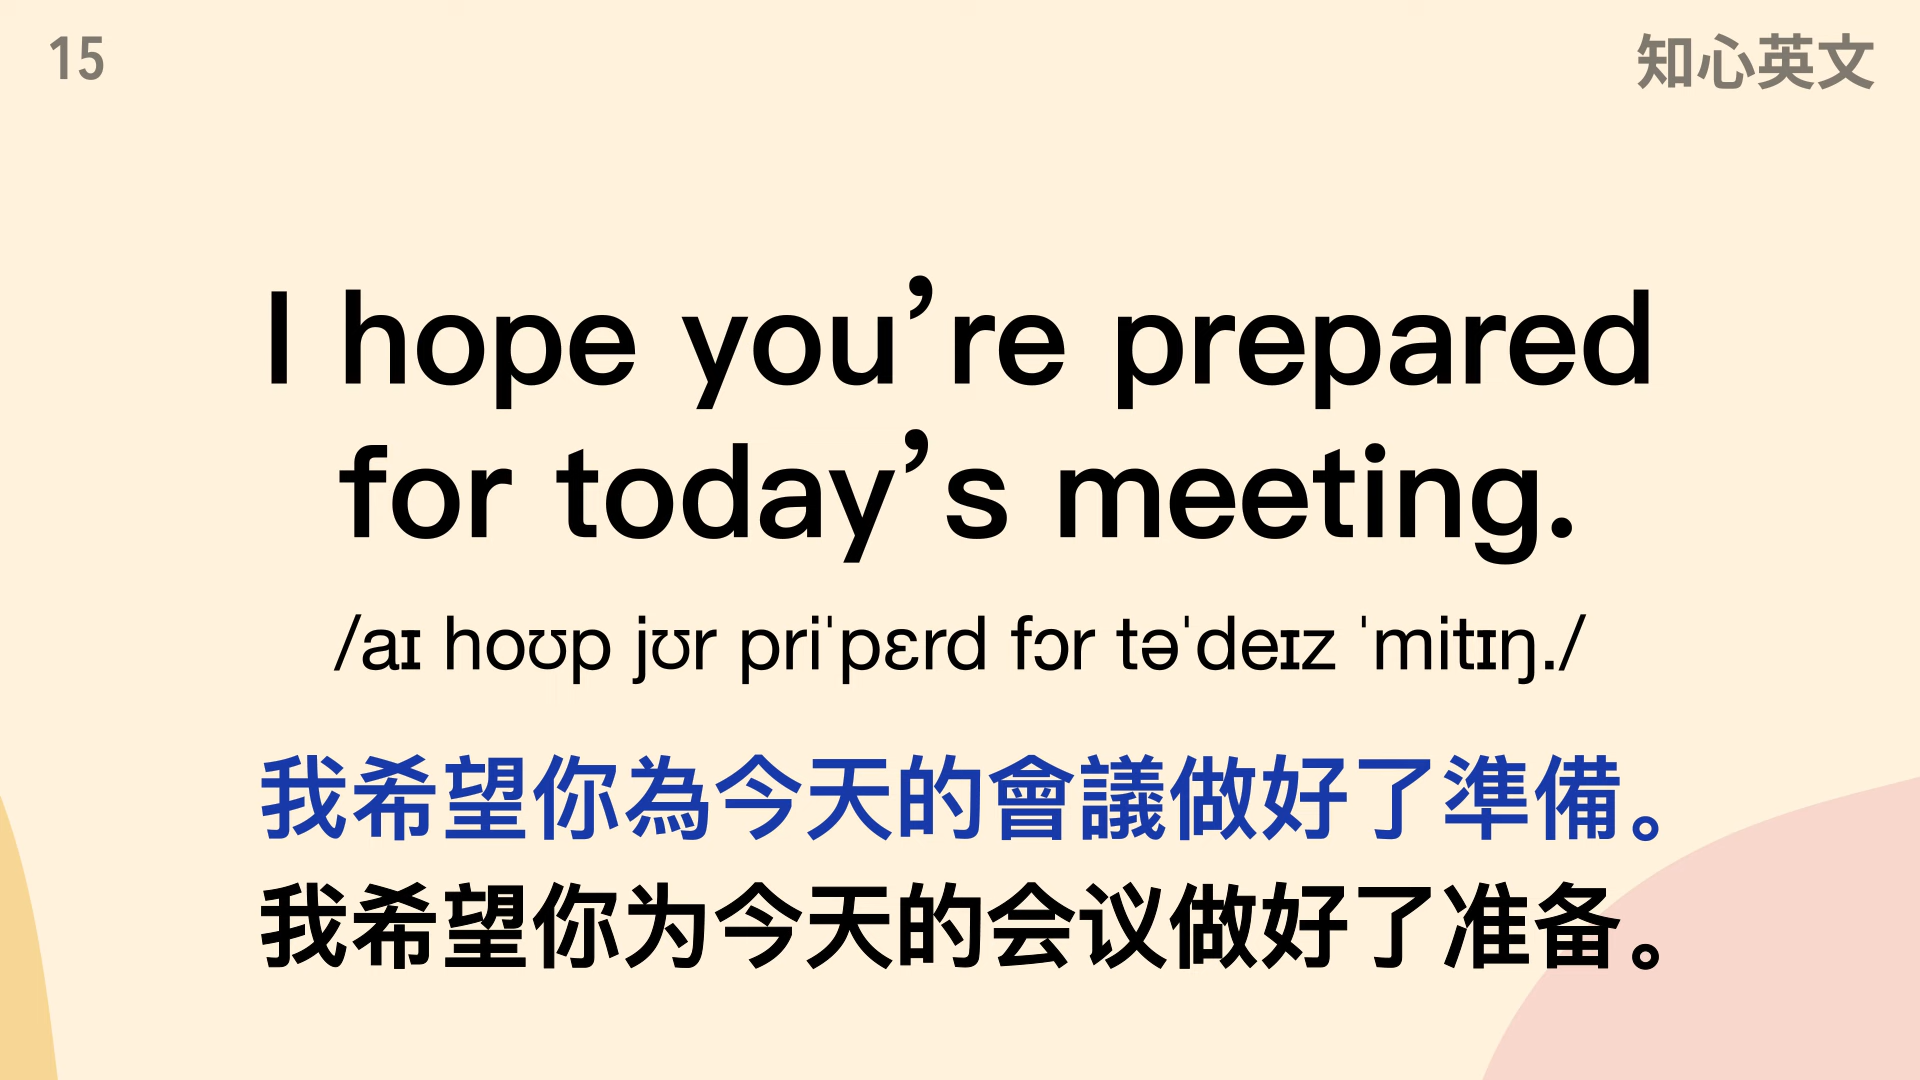 15
知心英文
I hope you’re prepared
for today’s meeting.
/aɪ hoʊp jʊr priˈpɛrd fɔr təˈdeɪz ˈmitɪŋ./
我希望你為今天的會議做好了準備。
我希望你为今天的会议做好了准备。